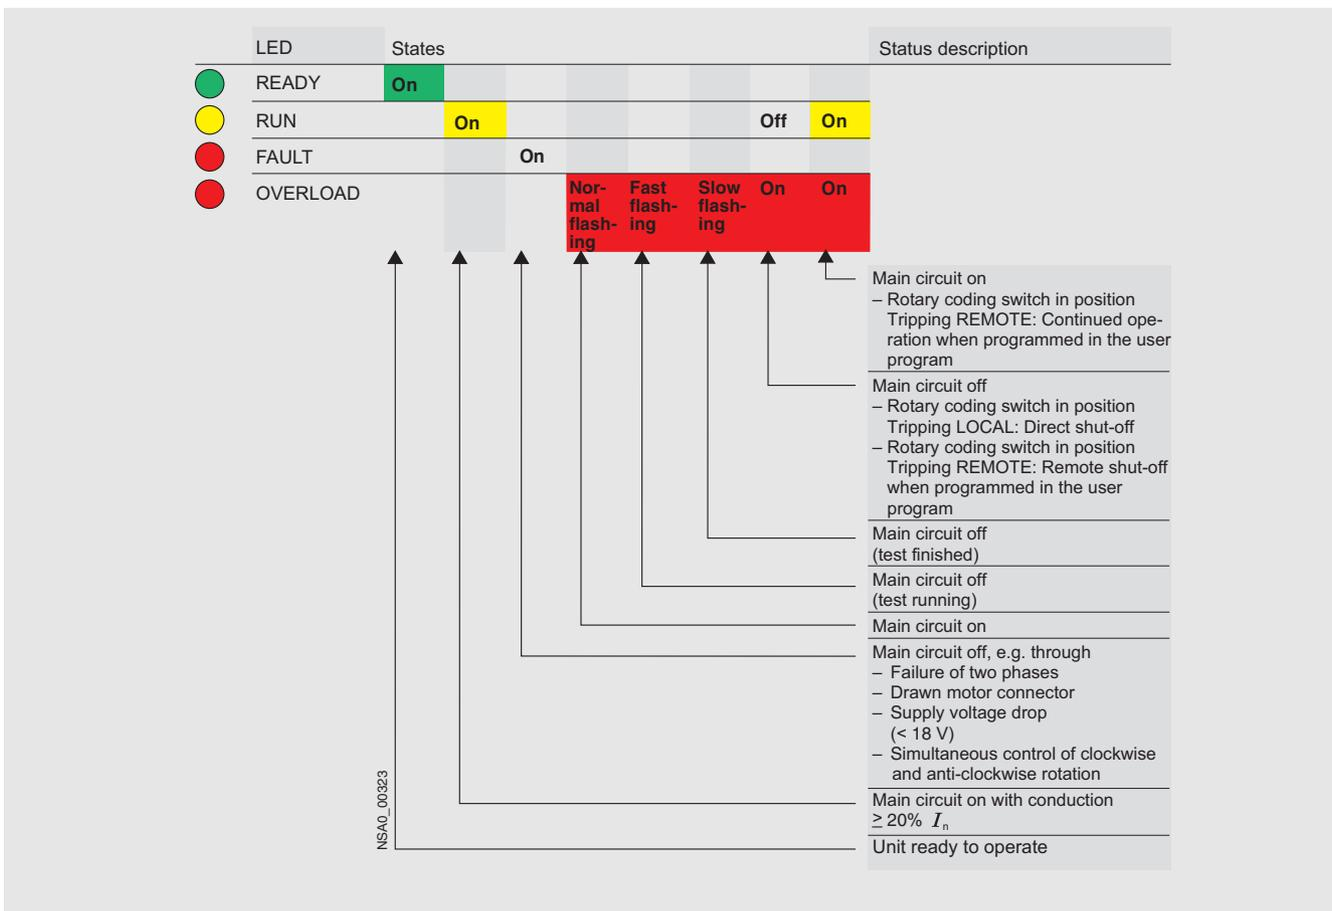 LED States Status description
READY On
RUN On Off On
FAULT On
OVERLOAD Nor- Fast Slow On On
mal flash- flash-
flash- ing ing
ing
Main circuit on
– Rotary coding switch in position
Tripping REMOTE: Continued ope-
ration when programmed in the user
program
Main circuit off
– Rotary coding switch in position
Tripping LOCAL: Direct shut-off
– Rotary coding switch in position
Tripping REMOTE: Remote shut-off
when programmed in the user
program
Main circuit off
(test finished)
Main circuit off
(test running)
Main circuit on
Main circuit off, e.g. through
– Failure of two phases
– Drawn motor connector
– Supply voltage drop
(< 18 V)
– Simultaneous control of clockwise
and anti-clockwise rotation
Main circuit on with conduction
≥ 20% Iₙ
Unit ready to operate
NSA0_00323